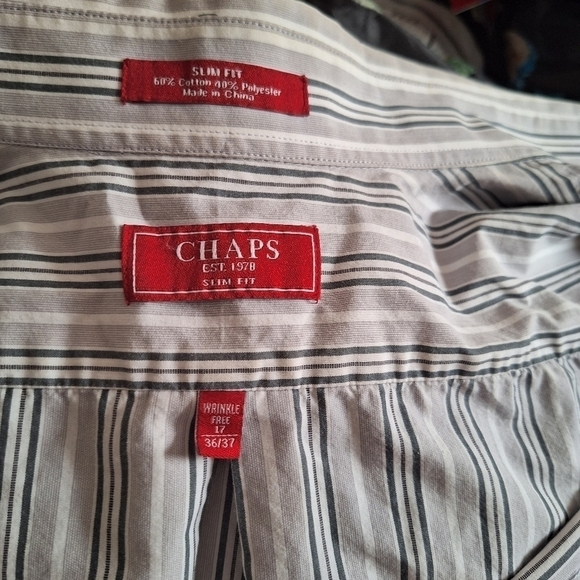 SLIM FIT
60% Cotton 40% Polyester
Made in China
CHAPS
EST. 1978
SLIM FIT
WRINKLE
FREE
17
36/37